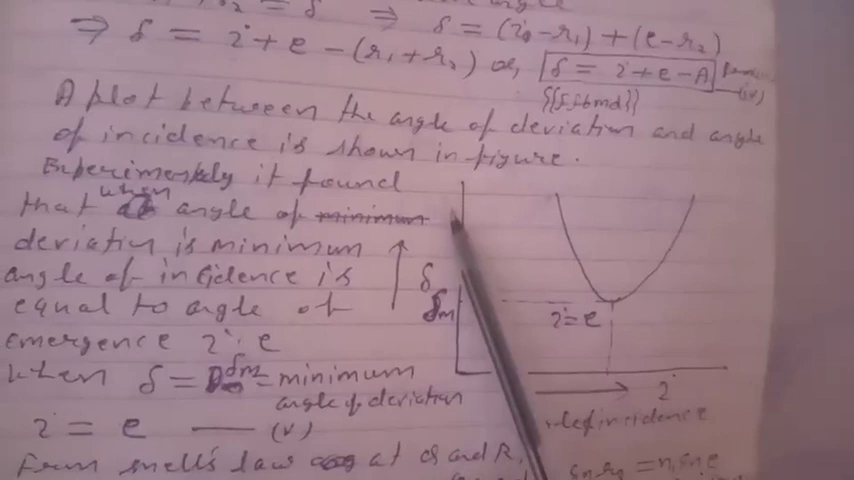 ⇒ δ = (i-r₁) + (e-r₂)
⇒ δ = i + e - (r₁+r₂) or, δ = i + e - A
(iv)
A plot between the angle of deviation and angle
of incidence is shown in figure.
Experimentally it found
that when angle of minimum
deviation is minimum
angle of incidence is
equal to angle of
emergence i.e
when δ = δm = minimum
angle of deviation
i = e — (v)
From snell's law at Q and R,
δ
δm
i = e
i